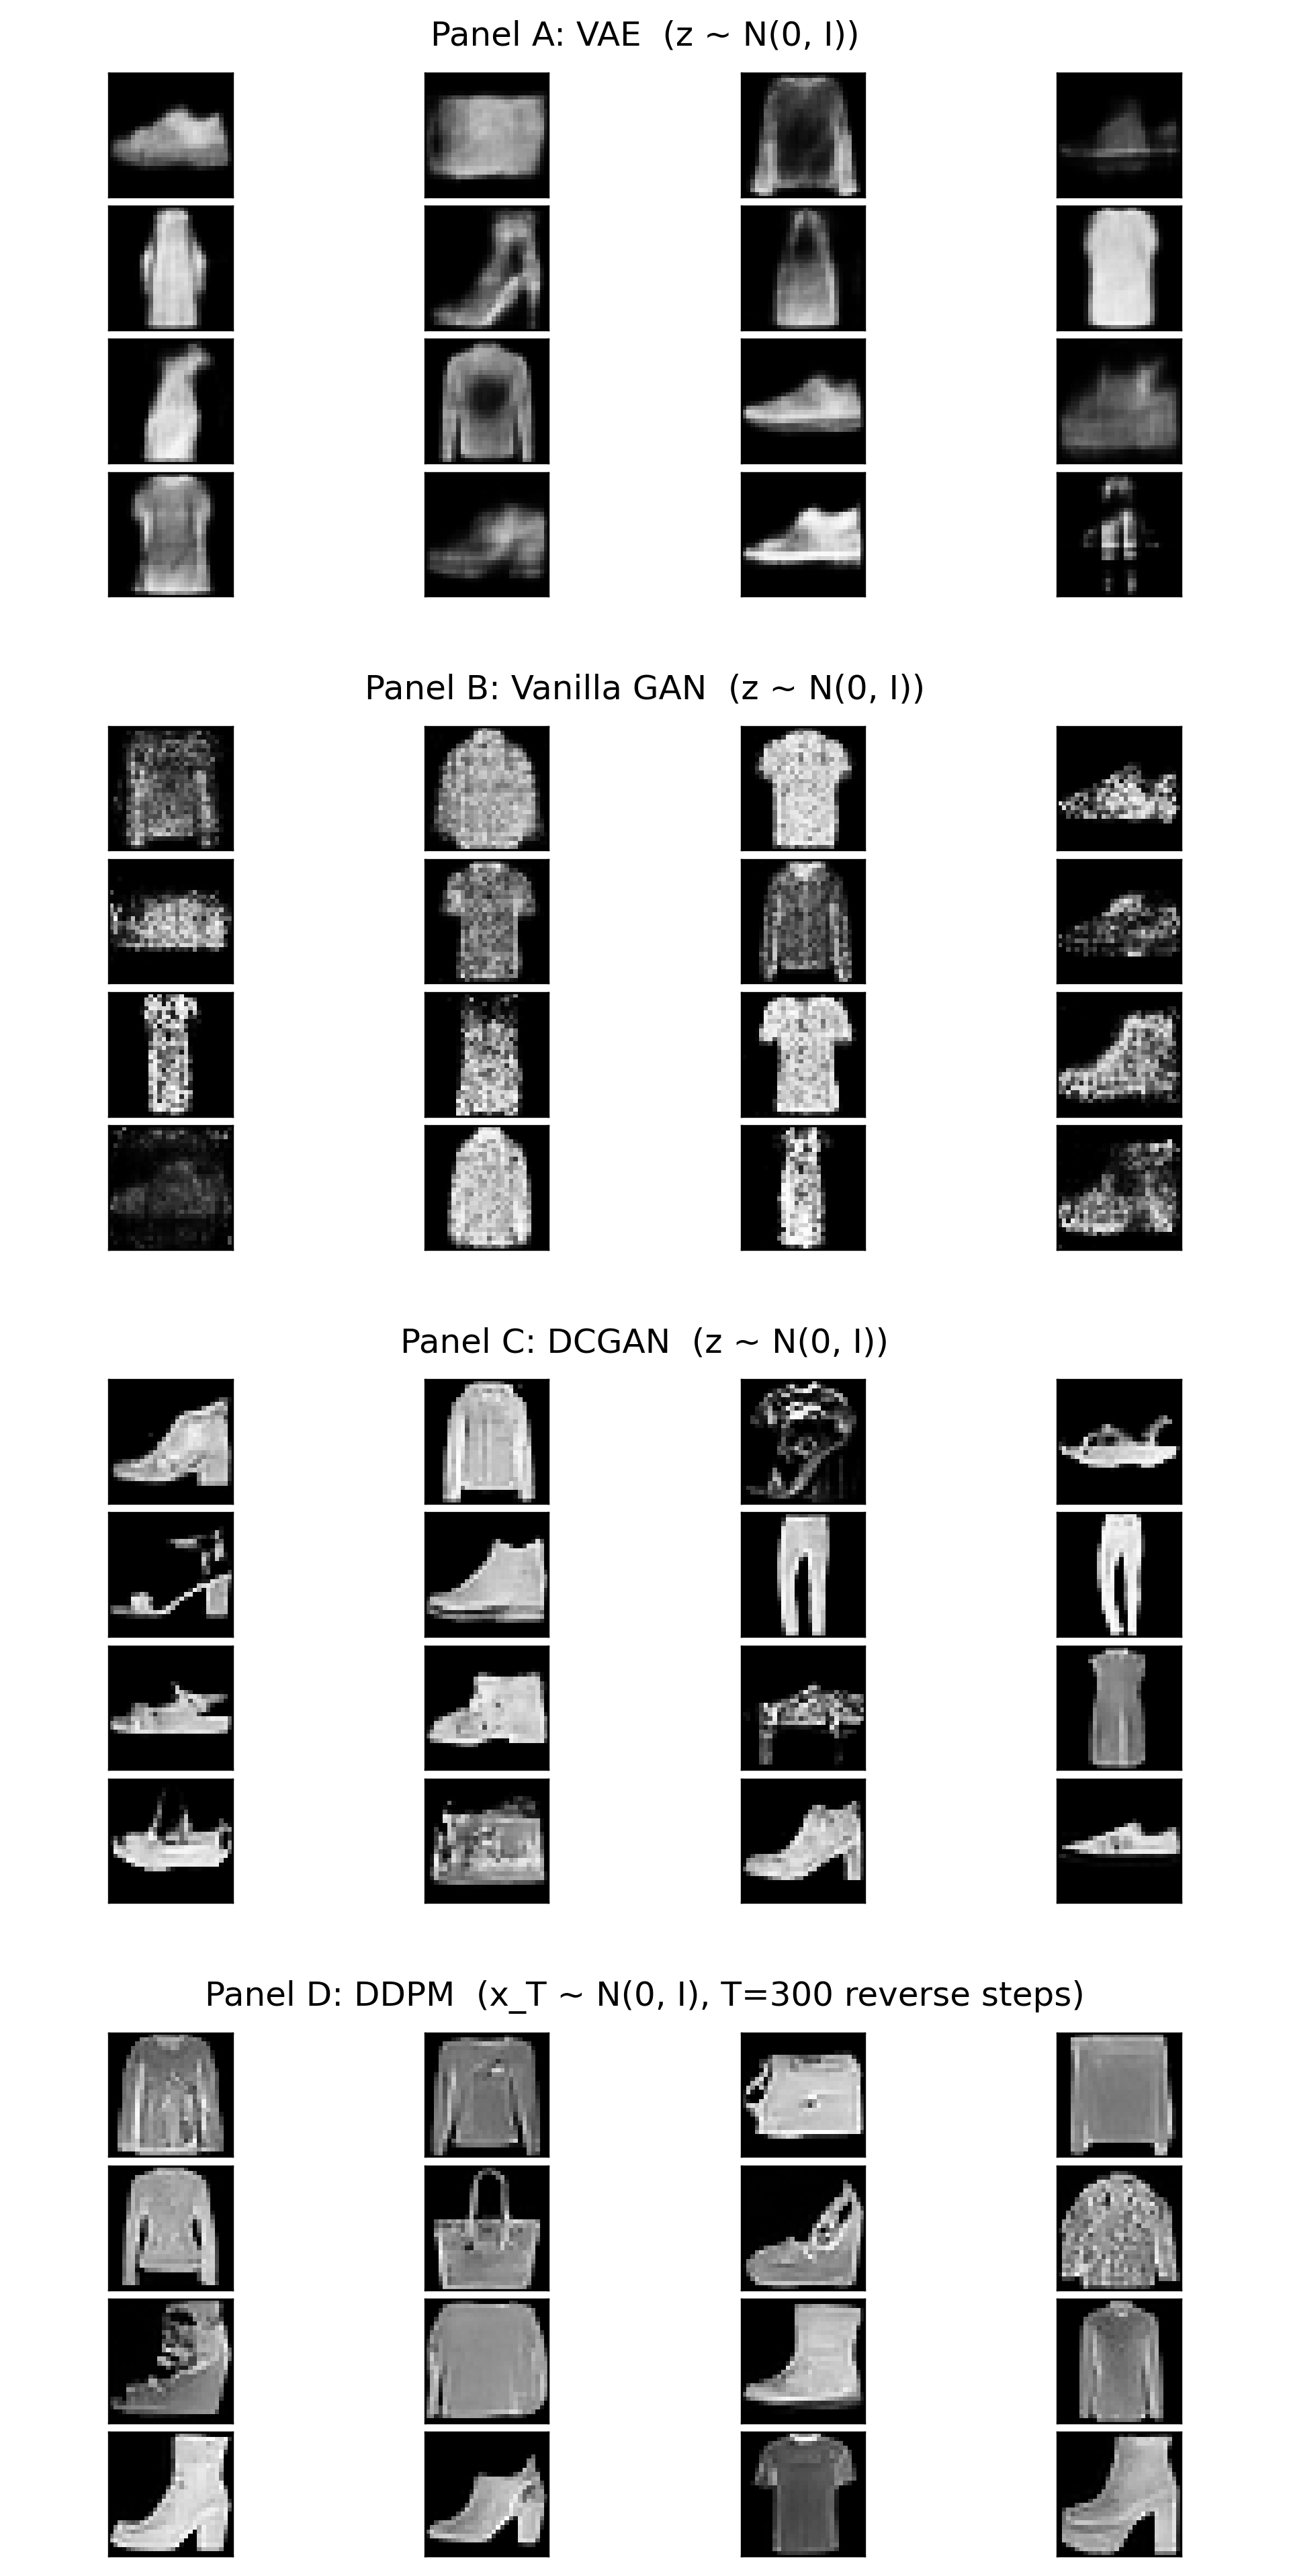 Panel A: VAE  (z ~ N(0, I))
Panel B: Vanilla GAN  (z ~ N(0, I))
Panel C: DCGAN  (z ~ N(0, I))
Panel D: DDPM  (x_T ~ N(0, I), T=300 reverse steps)